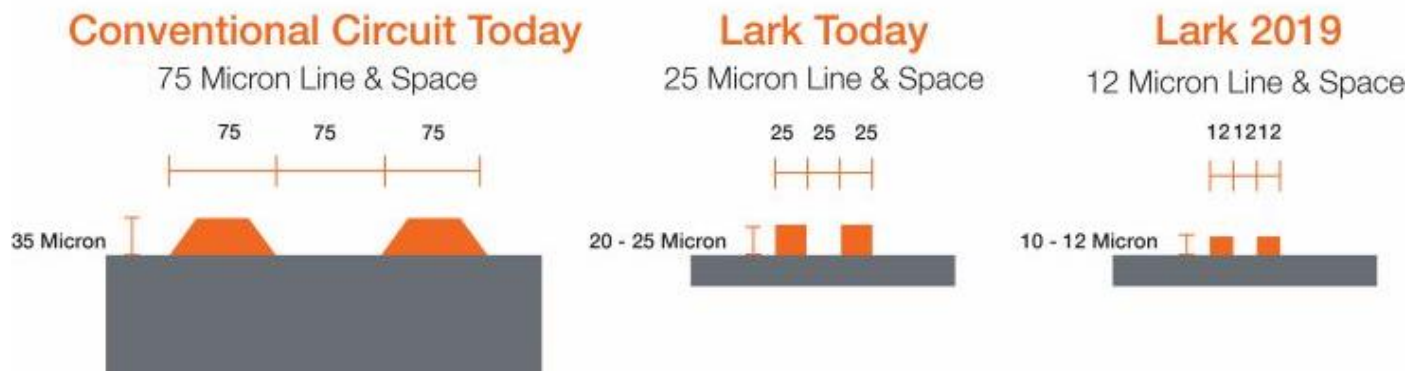 Conventional Circuit Today
75 Micron Line & Space
75 75 75
35 Micron
Lark Today
25 Micron Line & Space
25 25 25
20 - 25 Micron
Lark 2019
12 Micron Line & Space
12 12 12
10 - 12 Micron